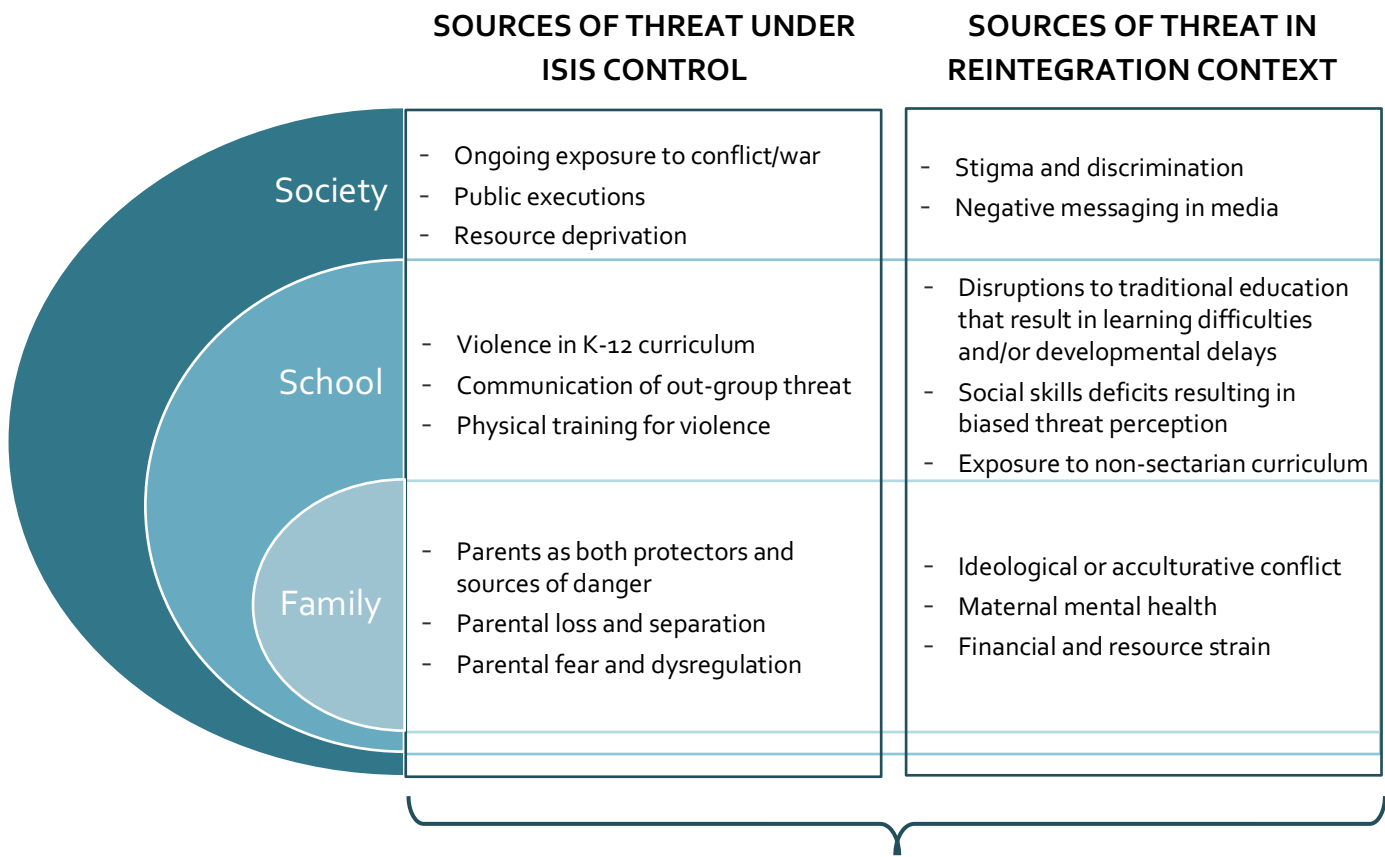 SOURCES OF THREAT UNDER
ISIS CONTROL
SOURCES OF THREAT IN
REINTEGRATION CONTEXT
Society
- Ongoing exposure to conflict/war
- Public executions
- Resource deprivation
- Stigma and discrimination
- Negative messaging in media
School
- Violence in K-12 curriculum
- Communication of out-group threat
- Physical training for violence
- Disruptions to traditional education
that result in learning difficulties
and/or developmental delays
- Social skills deficits resulting in
biased threat perception
- Exposure to non-sectarian curriculum
Family
- Parents as both protectors and
sources of danger
- Parental loss and separation
- Parental fear and dysregulation
- Ideological or acculturative conflict
- Maternal mental health
- Financial and resource strain